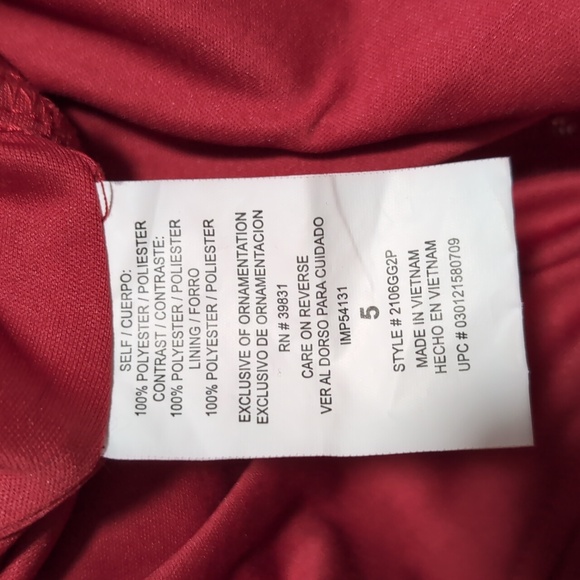 SELF / CUERPO:
100% POLYESTER / POLIESTER
CONTRAST / CONTRASTE:
100% POLYESTER / POLIESTER
LINING / FORRO
100% POLYESTER / POLIESTER
EXCLUSIVE OF ORNAMENTATION
EXCLUSIVO DE ORNAMENTACION
RN # 39831
CARE ON REVERSE
VER AL DORSO PARA CUIDADO
IMP54131
5
STYLE # 2106GG2P
MADE IN VIETNAM
HECHO EN VIETNAM
UPC # 030121580709